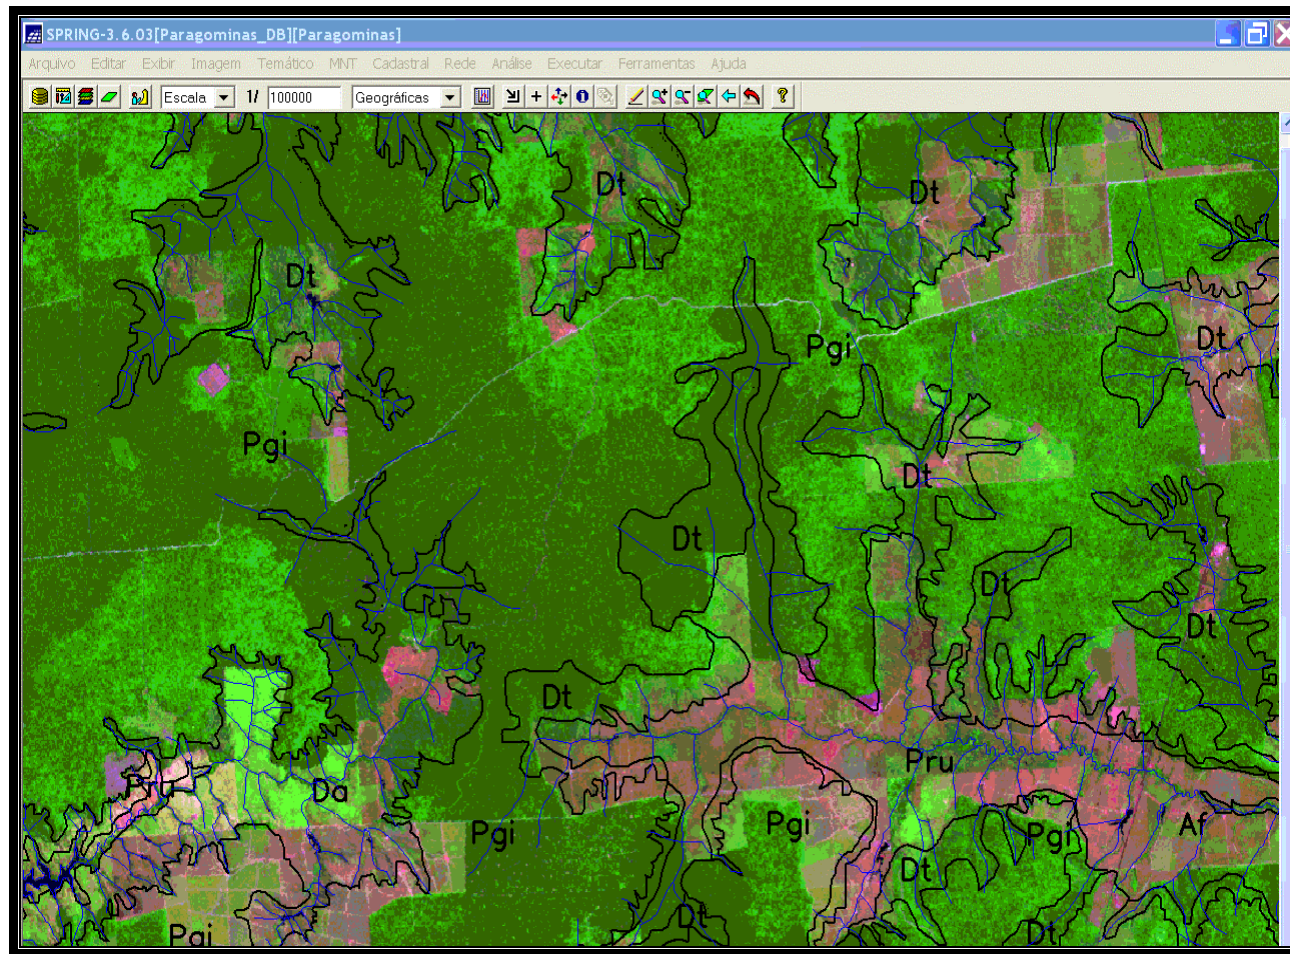 SPRING-3.6.03[Paragominas_DB][Paragominas]
Arquivo Editar Exibir Imagem Temático MNT Cadastral Rede Análise Executar Ferramentas Ajuda
Escala 1/ 100000 Geográficas
Dt
Dt
Dt
Dt
Pgi
Pgi
Dt
Dt
Dt
Dt
Dt
Pru
Pru
Da
Pgi
Pgi
Pgi
Af
Dt
Dt
Dt
Pgi